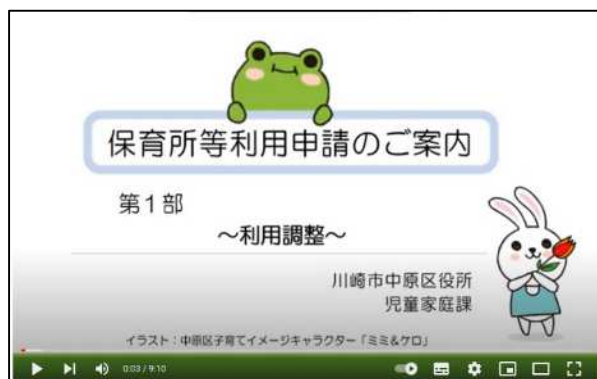 保育所等利用申請のご案内
第1部
～利用調整～
川崎市中原区役所
児童家庭課
イラスト：中原区子育てイメージキャラクター「ミミ&ケロ」
0:03 / 9:10